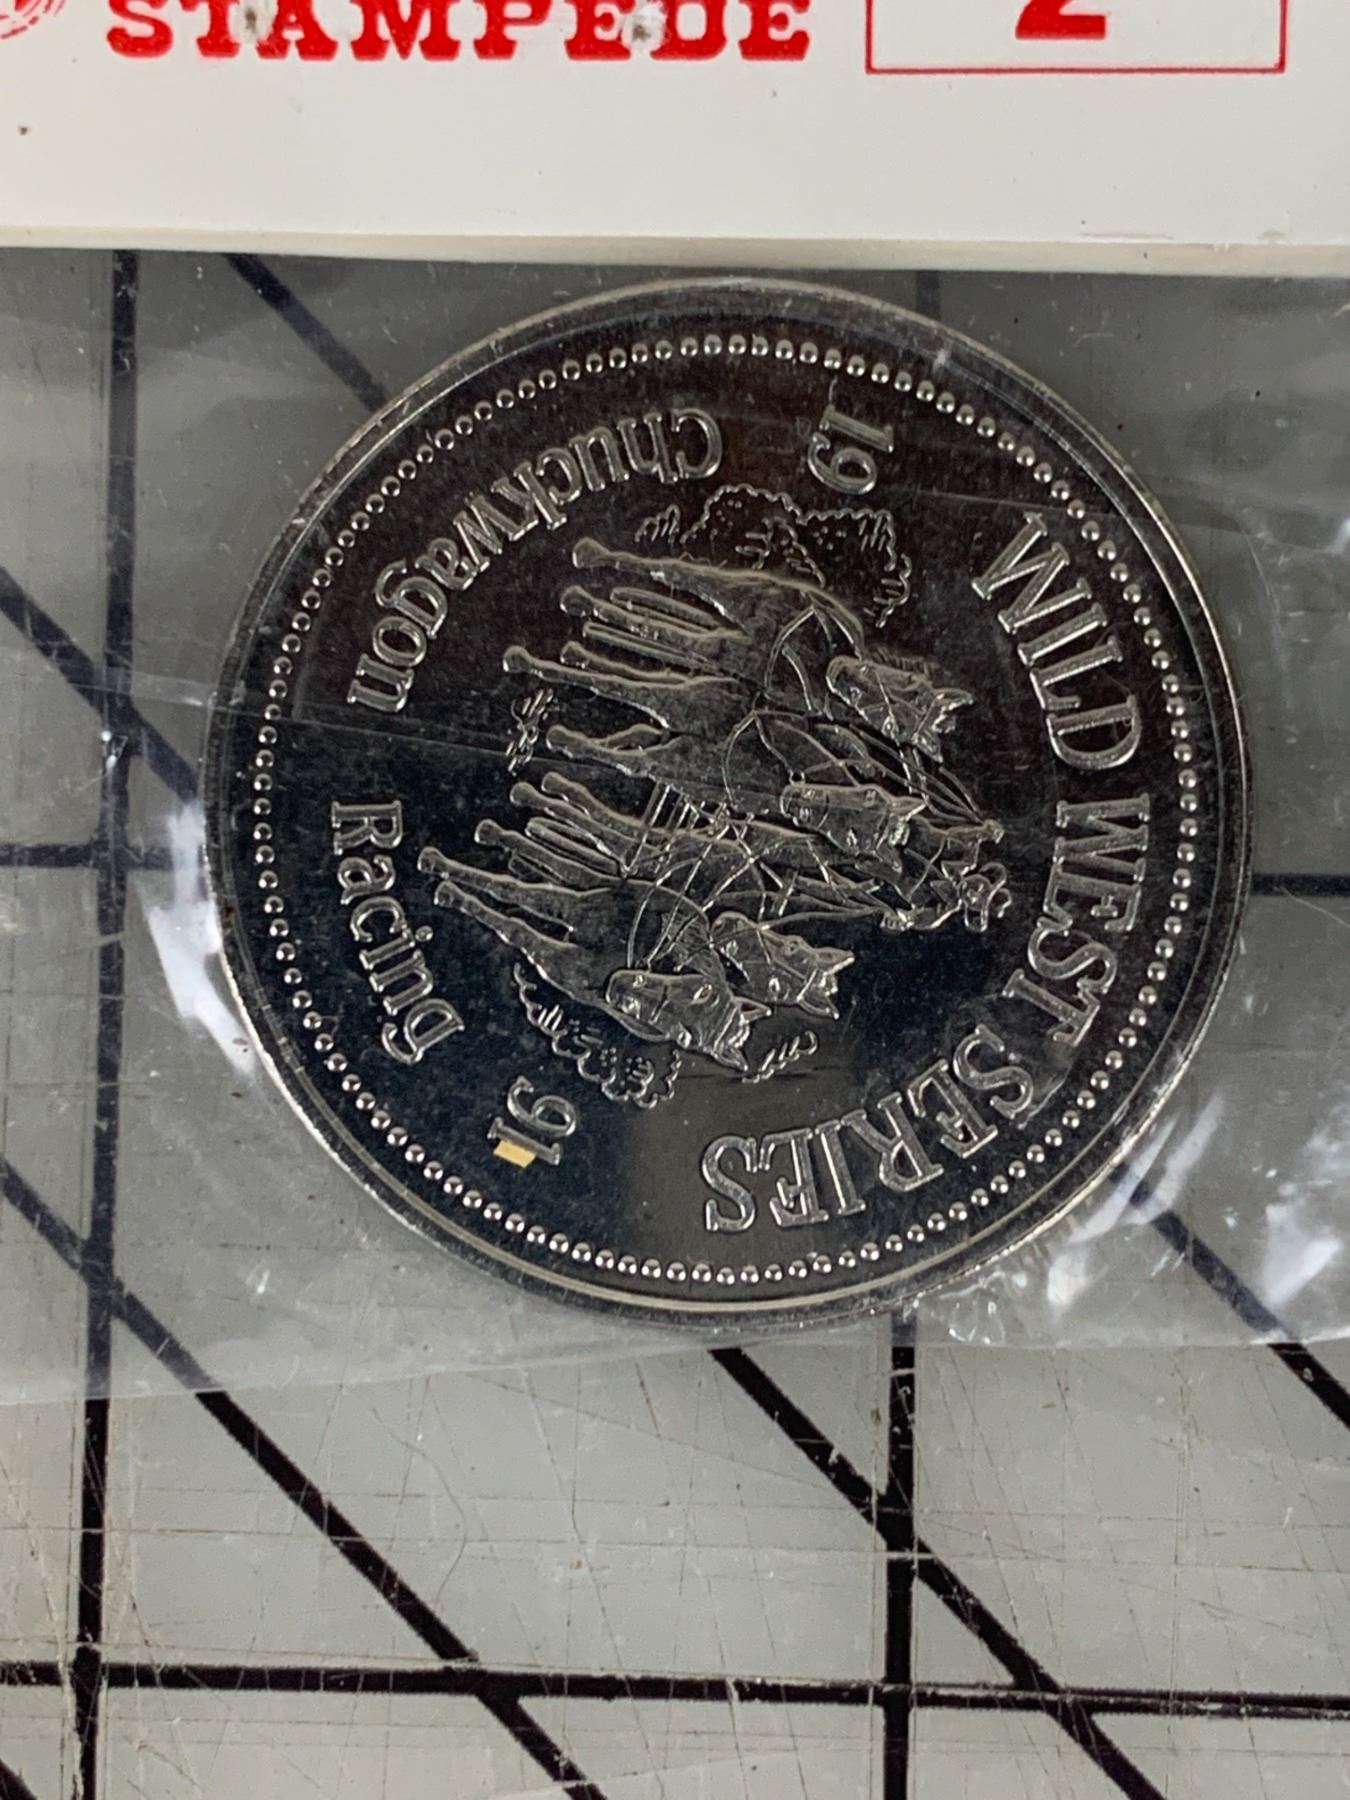 STAMPEDE
2
WILD WEST SERIES
19 91
Chuckwagon Racing